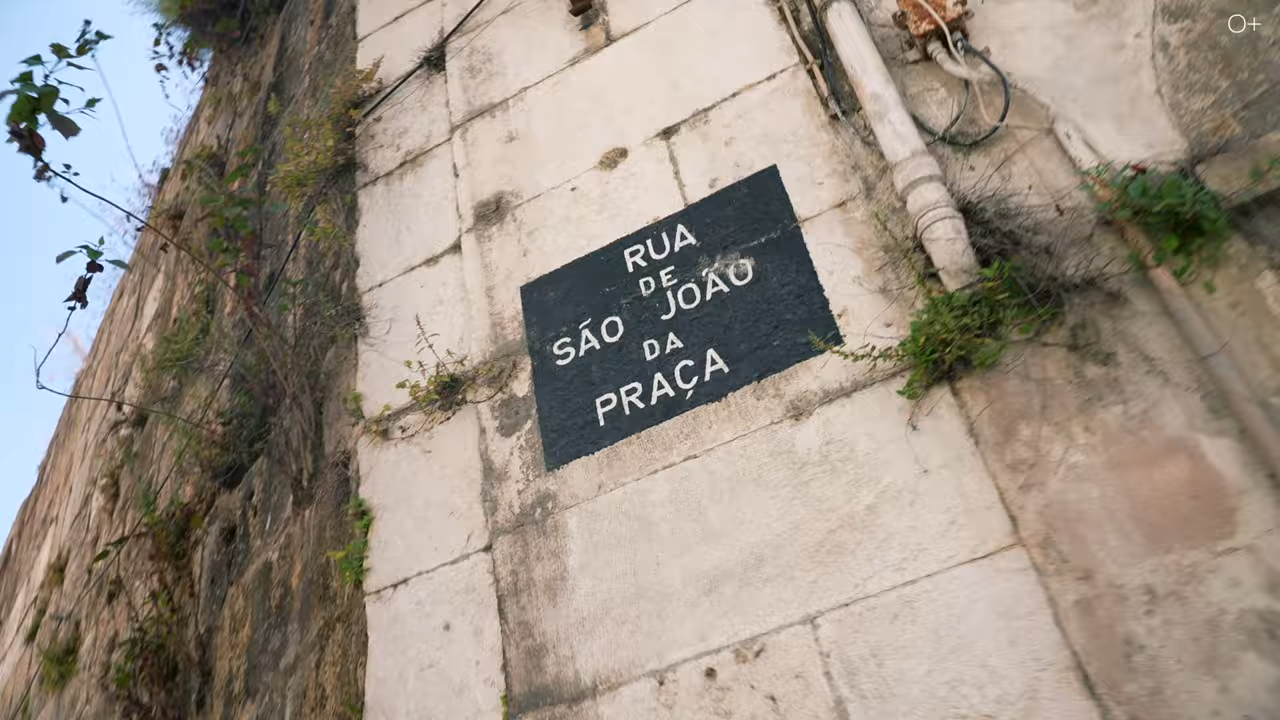 O+
RUA
DE
SÃO JOÃO
DA
PRAÇA